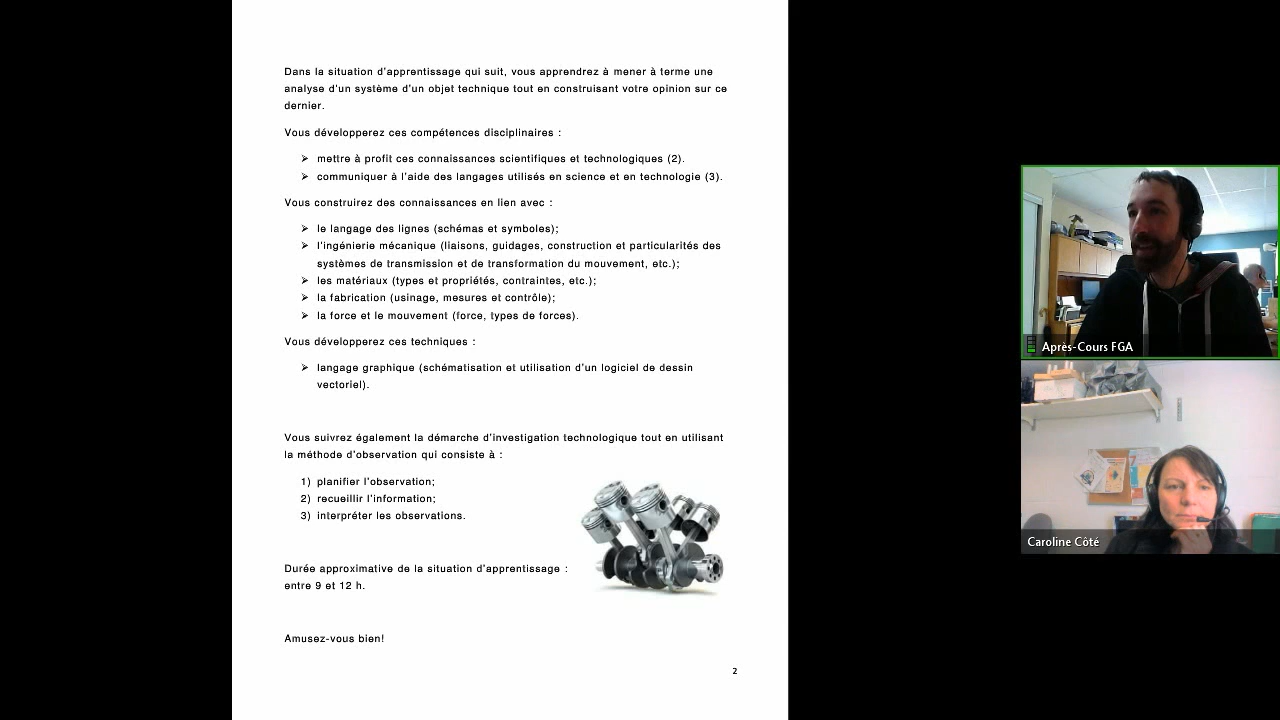 Dans la situation d'apprentissage qui suit, vous apprendrez à mener à terme une
analyse d'un système d'un objet technique tout en construisant votre opinion sur ce
dernier.
Vous développerez ces compétences disciplinaires :
➢ mettre à profit ces connaissances scientifiques et technologiques (2).
➢ communiquer à l'aide des langages utilisés en science et en technologie (3).
Vous construirez des connaissances en lien avec :
➢ le langage des lignes (schémas et symboles);
➢ l'ingénierie mécanique (liaisons, guidages, construction et particularités des
systèmes de transmission et de transformation du mouvement, etc.);
➢ les matériaux (types et propriétés, contraintes, etc.);
➢ la fabrication (usinage, mesures et contrôle);
➢ la force et le mouvement (force, types de forces).
Vous développerez ces techniques :
➢ langage graphique (schématisation et utilisation d'un logiciel de dessin
vectoriel).
Vous suivrez également la démarche d'investigation technologique tout en utilisant
la méthode d'observation qui consiste à :
1) planifier l'observation;
2) recueillir l'information;
3) interpréter les observations.
Durée approximative de la situation d'apprentissage :
entre 9 et 12 h.
Amusez-vous bien!
2
Après-Cours FGA
Caroline Côté